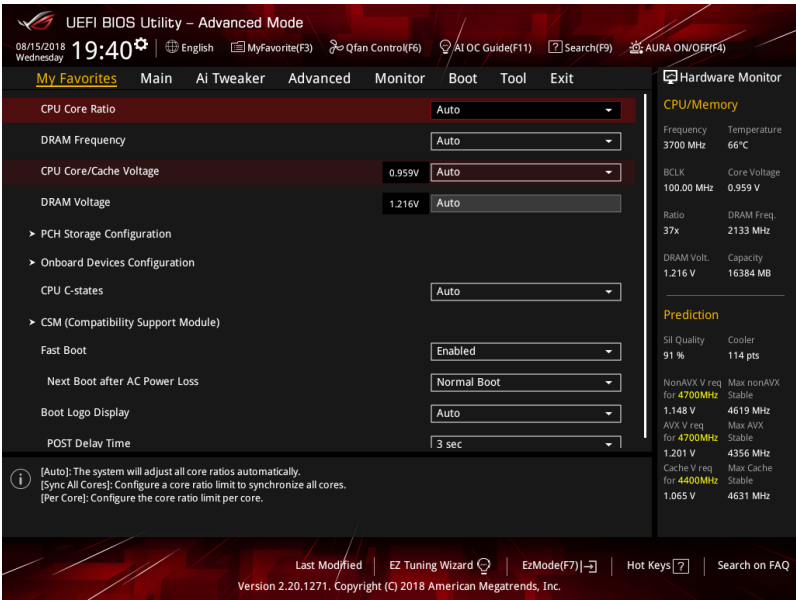 UEFI BIOS Utility – Advanced Mode
08/15/2018
Wednesday
19:40
English
MyFavorite(F3)
Qfan Control(F6)
AI OC Guide(F11)
?
Search(F9)
AURA ON/OFF(F4)
My Favorites Main Ai Tweaker Advanced Monitor Boot Tool Exit
CPU Core Ratio Auto
DRAM Frequency Auto
CPU Core/Cache Voltage 0.959V Auto
DRAM Voltage 1.216V Auto
> PCH Storage Configuration
> Onboard Devices Configuration
CPU C-states Auto
> CSM (Compatibility Support Module)
Fast Boot Enabled
Next Boot after AC Power Loss Normal Boot
Boot Logo Display Auto
POST Delay Time 3 sec
[Auto]: The system will adjust all core ratios automatically.
[Sync All Cores]: Configure a core ratio limit to synchronize all cores.
[Per Core]: Configure the core ratio limit per core.
Hardware Monitor
CPU/Memory
Frequency Temperature
3700 MHz 66°C
BCLK Core Voltage
100.00 MHz 0.959 V
Ratio DRAM Freq.
37x 2133 MHz
DRAM Volt. Capacity
1.216 V 16384 MB
Prediction
Sil Quality Cooler
91 % 114 pts
NonAVX V req Max nonAVX
for 4700MHz Stable
1.148 V 4619 MHz
AVX V req Max AVX
for 4700MHz Stable
1.201 V 4356 MHz
Cache V req Max Cache
for 4400MHz Stable
1.065 V 4631 MHz
Last Modified EZ Tuning Wizard EzMode(F7) Hot Keys ? Search on FAQ
Version 2.20.1271. Copyright (C) 2018 American Megatrends, Inc.